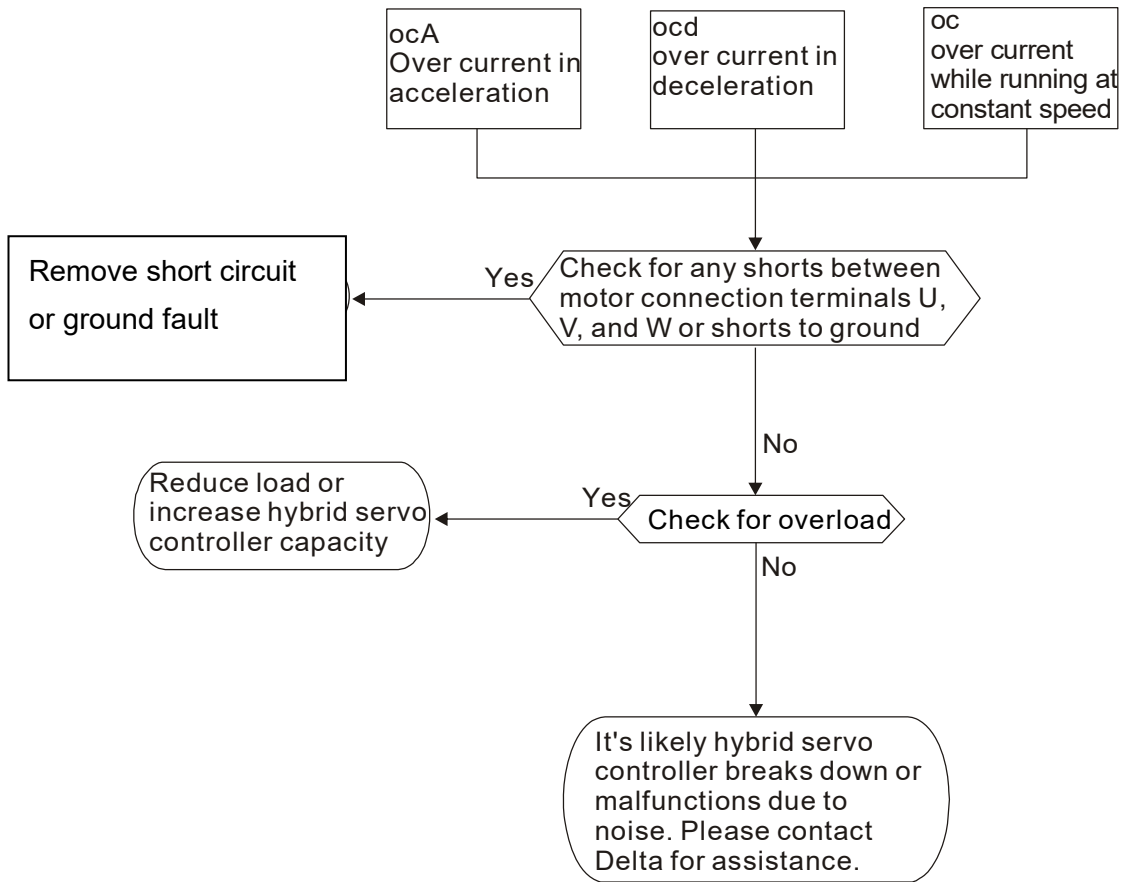 ocA
Over current in
acceleration
ocd
over current in
deceleration
oc
over current
while running at
constant speed
Remove short circuit
or ground fault
Yes
Check for any shorts between
motor connection terminals U,
V, and W or shorts to ground
No
Reduce load or
increase hybrid servo
controller capacity
Yes
Check for overload
No
It's likely hybrid servo
controller breaks down or
malfunctions due to
noise. Please contact
Delta for assistance.